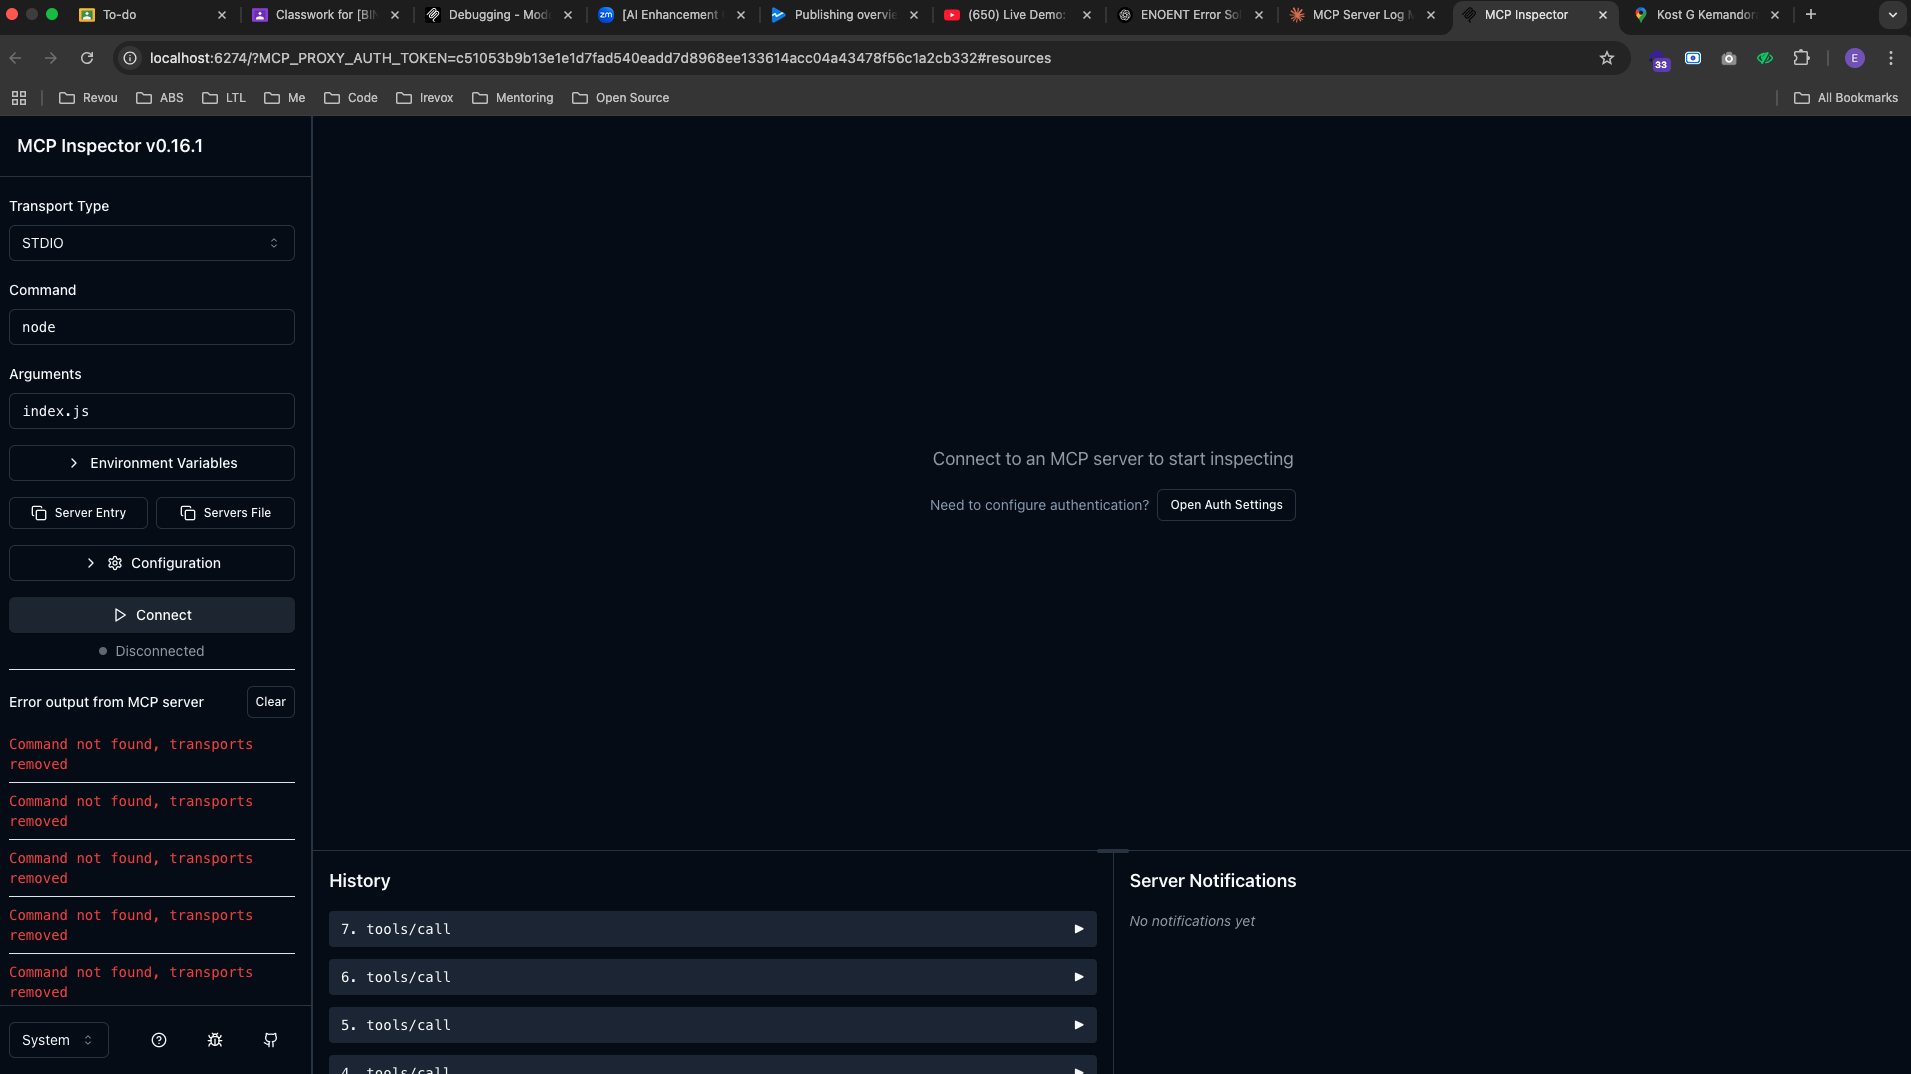 To-do
Classwork for [BIN
Debugging - Mode
zm
[AI Enhancement
Publishing overvie
(650) Live Demo:
ENOENT Error Sol
MCP Server Log M
MCP Inspector
Kost G Kemandora
localhost:6274/?MCP_PROXY_AUTH_TOKEN=c51053b9b13e1e1d7fad540eadd7d8968ee133614acc04a43478f56c1a2cb332#resources
33
E
Revou
ABS
LTL
Me
Code
Irevox
Mentoring
Open Source
All Bookmarks
MCP Inspector v0.16.1
Transport Type
STDIO
Command
node
Arguments
index.js
Environment Variables
Server Entry
Servers File
Configuration
Connect
Disconnected
Error output from MCP server
Clear
Command not found, transports
removed
Command not found, transports
removed
Command not found, transports
removed
Command not found, transports
removed
Command not found, transports
removed
System
Connect to an MCP server to start inspecting
Need to configure authentication?
Open Auth Settings
History
7. tools/call
6. tools/call
5. tools/call
4. tools/call
Server Notifications
No notifications yet